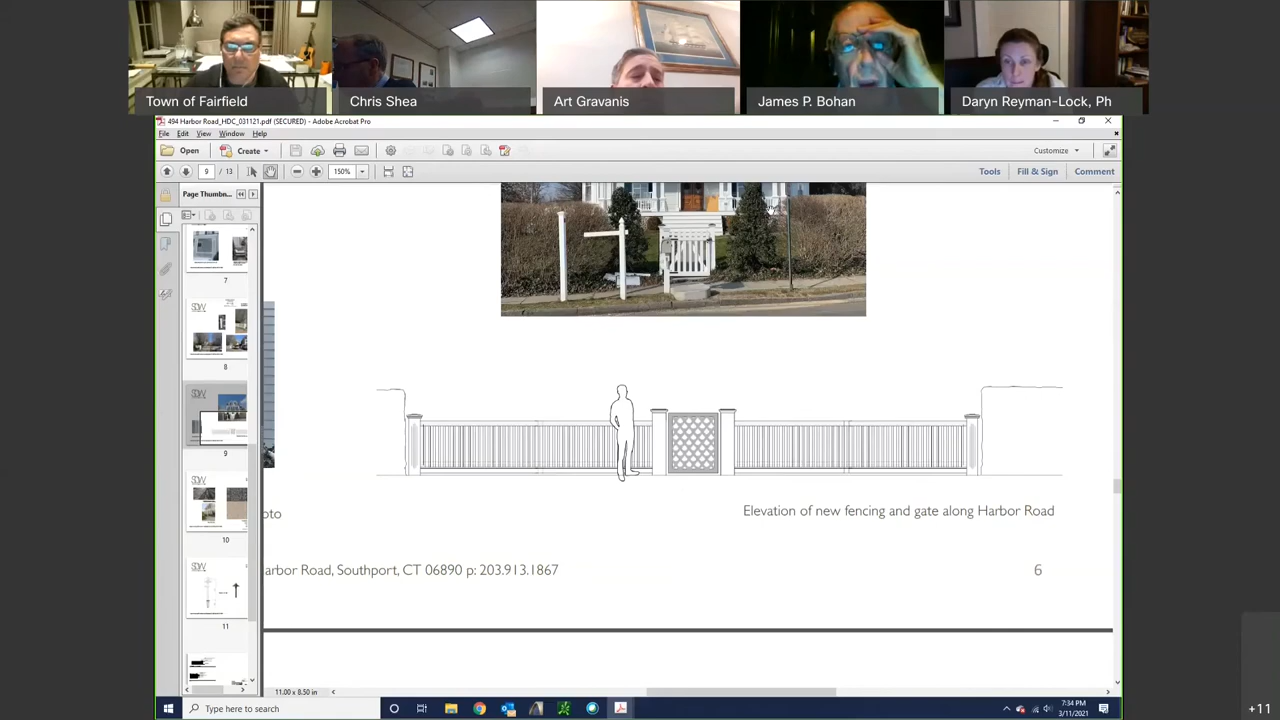 Town of Fairfield
Chris Shea
Art Gravanis
James P. Bohan
Daryn Reyman-Lock, Ph
494 Harbor Road_HDC_031121.pdf (SECURED) - Adobe Acrobat Pro
File Edit View Window Help
Open Create Customize
9 / 13 150% Tools Fill & Sign Comment
Page Thumbnails...
7
8
9
10
11
Elevation of new fencing and gate along Harbor Road
oto
arbor Road, Southport, CT 06890 p: 203.913.1867
6
11.00 x 8.50 in
Type here to search
7:34 PM
3/11/2021
+11